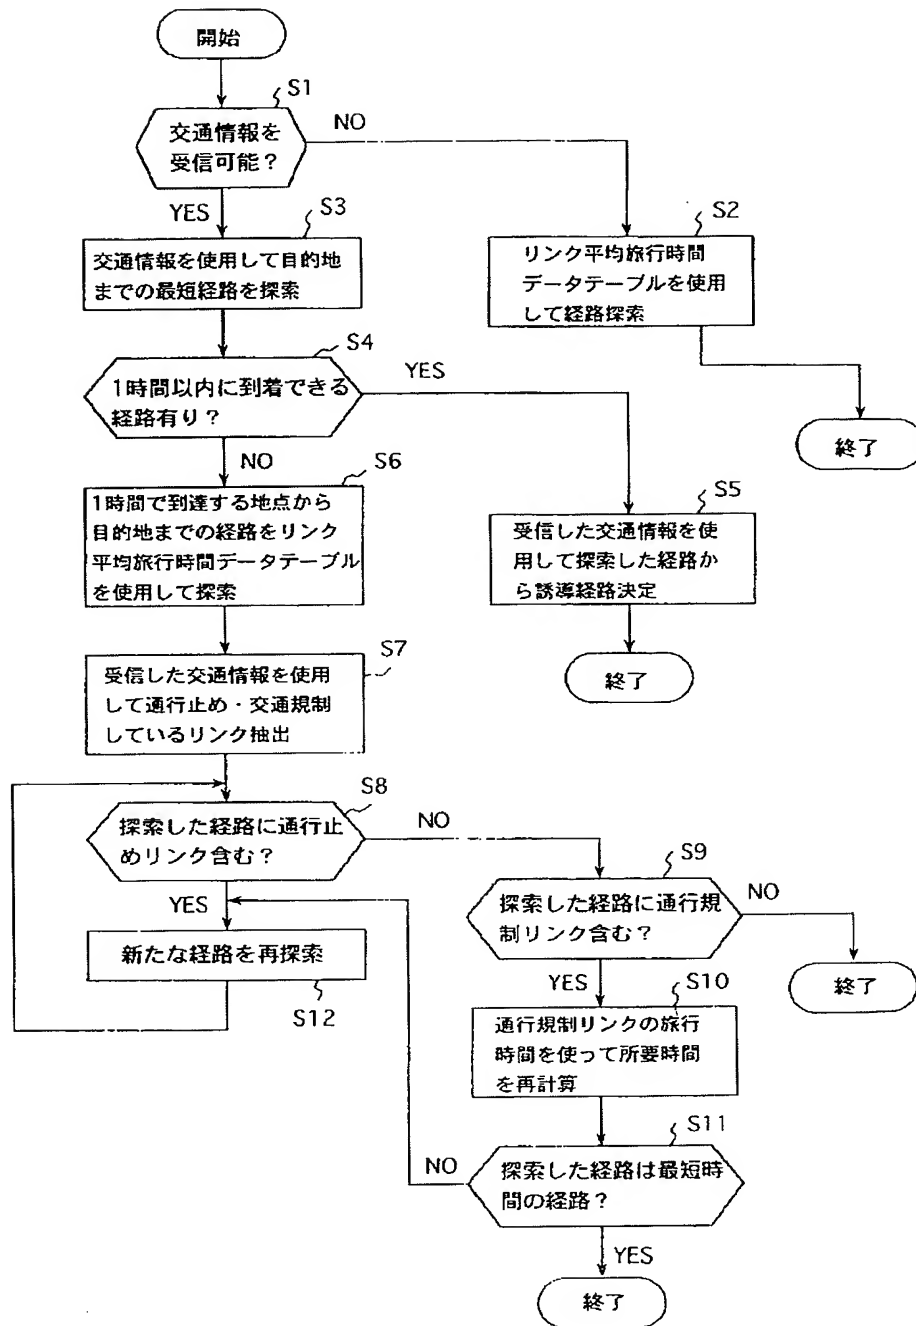 開始
S1
交通情報を
受信可能?
NO
YES
S3
交通情報を使用して目的地
までの最短経路を探索
S2
リンク平均旅行時間
データテーブルを使用
して経路探索
終了
S4
1時間以内に到着できる
経路有り?
YES
NO
S6
1時間で到達する地点から
目的地までの経路をリンク
平均旅行時間データテーブル
を使用して探索
S5
受信した交通情報を使
用して探索した経路か
ら誘導経路決定
終了
S7
受信した交通情報を使用
して通行止め・交通規制
しているリンク抽出
S8
探索した経路に通行止
めリンク含む?
NO
YES
S9
探索した経路に通行規
制リンク含む?
NO
YES
終了
新たな経路を再探索
S12
S10
通行規制リンクの旅行
時間を使って所要時間
を再計算
S11
探索した経路は最短時
間の経路?
NO
YES
終了